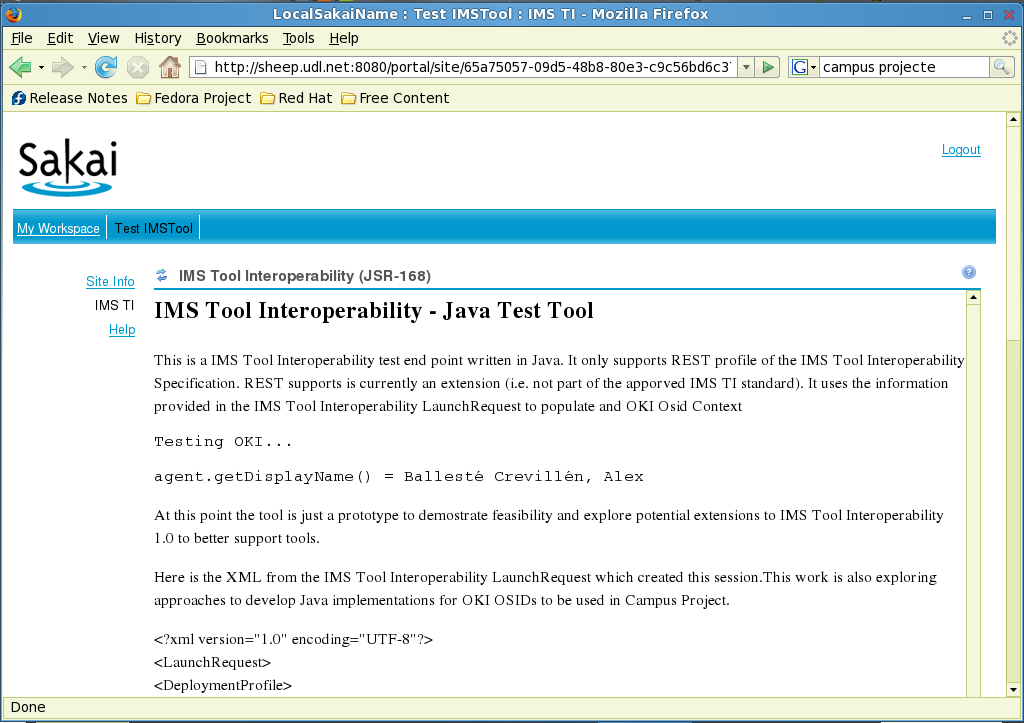 LocalSakaiName : Test IMSTool : IMS TI - Mozilla Firefox
File Edit View History Bookmarks Tools Help
http://sheep.udl.net:8080/portal/site/65a75057-09d5-48b8-80e3-c9c56bd6c3 G campus projecte
Release Notes Fedora Project Red Hat Free Content
Sakai
Logout
My Workspace Test IMSTool
Site Info
IMS TI
Help
IMS Tool Interoperability (JSR-168) ?
IMS Tool Interoperability - Java Test Tool
This is a IMS Tool Interoperability test end point written in Java. It only supports REST profile of the IMS Tool Interoperability
Specification. REST supports is currently an extension (i.e. not part of the apporved IMS TI standard). It uses the information
provided in the IMS Tool Interoperability LaunchRequest to populate and OKI Osid Context
Testing OKI...
agent.getDisplayName() = Ballesté Crevillén, Alex
At this point the tool is just a prototype to demostrate feasibility and explore potential extensions to IMS Tool Interoperability
1.0 to better support tools.
Here is the XML from the IMS Tool Interoperability LaunchRequest which created this session.This work is also exploring
approaches to develop Java implementations for OKI OSIDs to be used in Campus Project.
<?xml version="1.0" encoding="UTF-8"?>
<LaunchRequest>
<DeploymentProfile>
Done